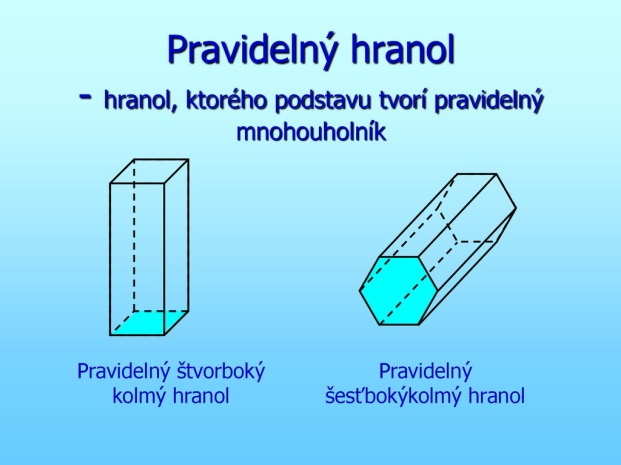 Pravidelný hranol
- hranol, ktorého podstavu tvorí pravidelný
mnohouholník
Pravidelný štvorboký
kolmý hranol
Pravidelný
šesťbokýkolmý hranol